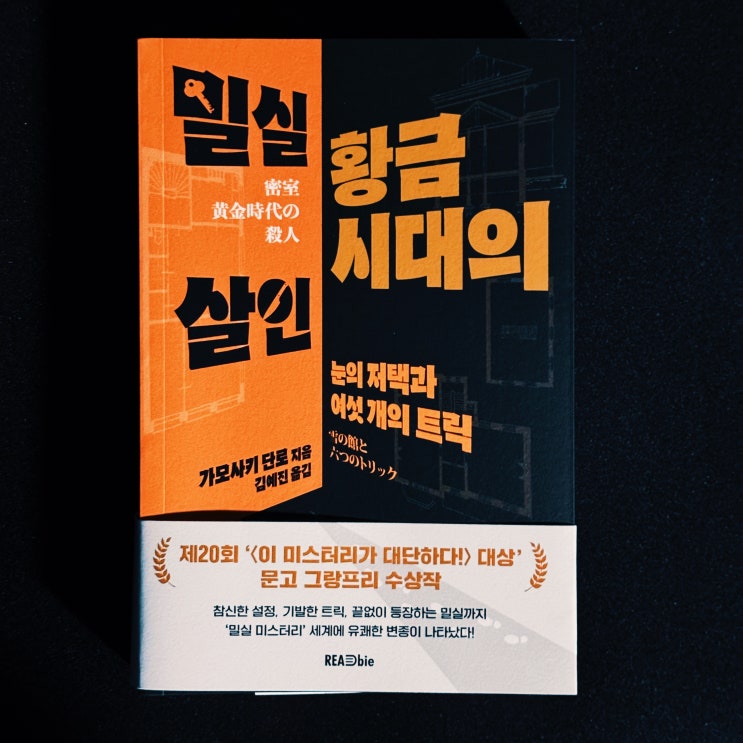 밀실
황금
시대의
살인
密室
黄金時代の
殺人
눈의 저택과
여섯 개의 트릭
雪の館と
六つのトリック
가모사키 단로 지음
김예진 옮김
제20회 ‘〈이 미스터리가 대단하다!〉 대상’
문고 그랑프리 수상작
참신한 설정, 기발한 트릭, 끝없이 등장하는 밀실까지
‘밀실 미스터리’ 세계에 유쾌한 변종이 나타났다!
READbie